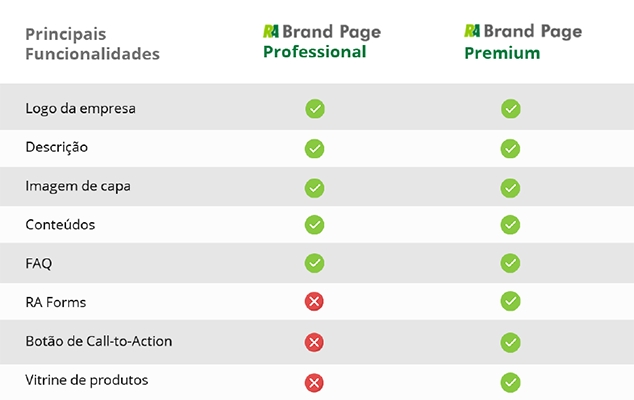 Principais
Funcionalidades
RA Brand Page
Professional
RA Brand Page
Premium
Logo da empresa
Descrição
Imagem de capa
Conteúdos
FAQ
RA Forms
Botão de Call-to-Action
Vitrine de produtos